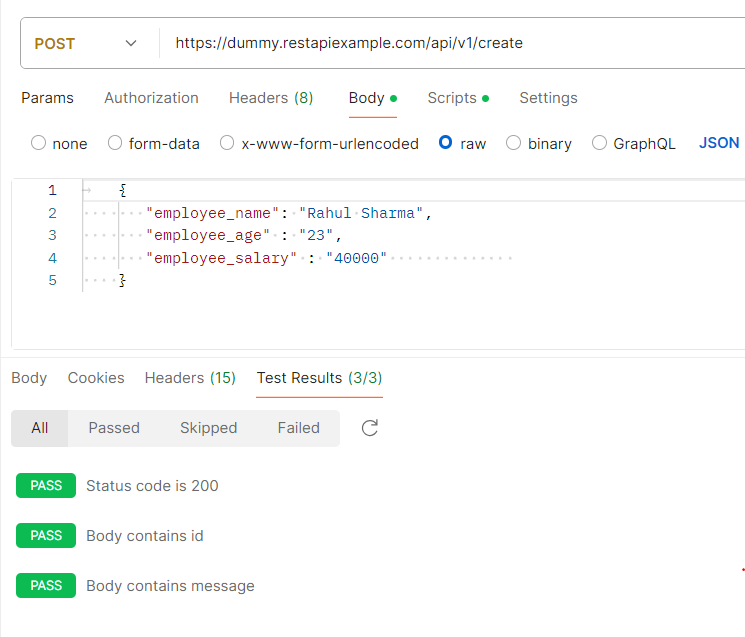 POST https://dummy.restapiexample.com/api/v1/create
Params Authorization Headers (8) Body Scripts Settings
none form-data x-www-form-urlencoded raw binary GraphQL JSON
1 {
2 "employee_name": "Rahul Sharma",
3 "employee_age" : "23",
4 "employee_salary" : "40000"
5 }
Body Cookies Headers (15) Test Results (3/3)
All Passed Skipped Failed
PASS Status code is 200
PASS Body contains id
PASS Body contains message